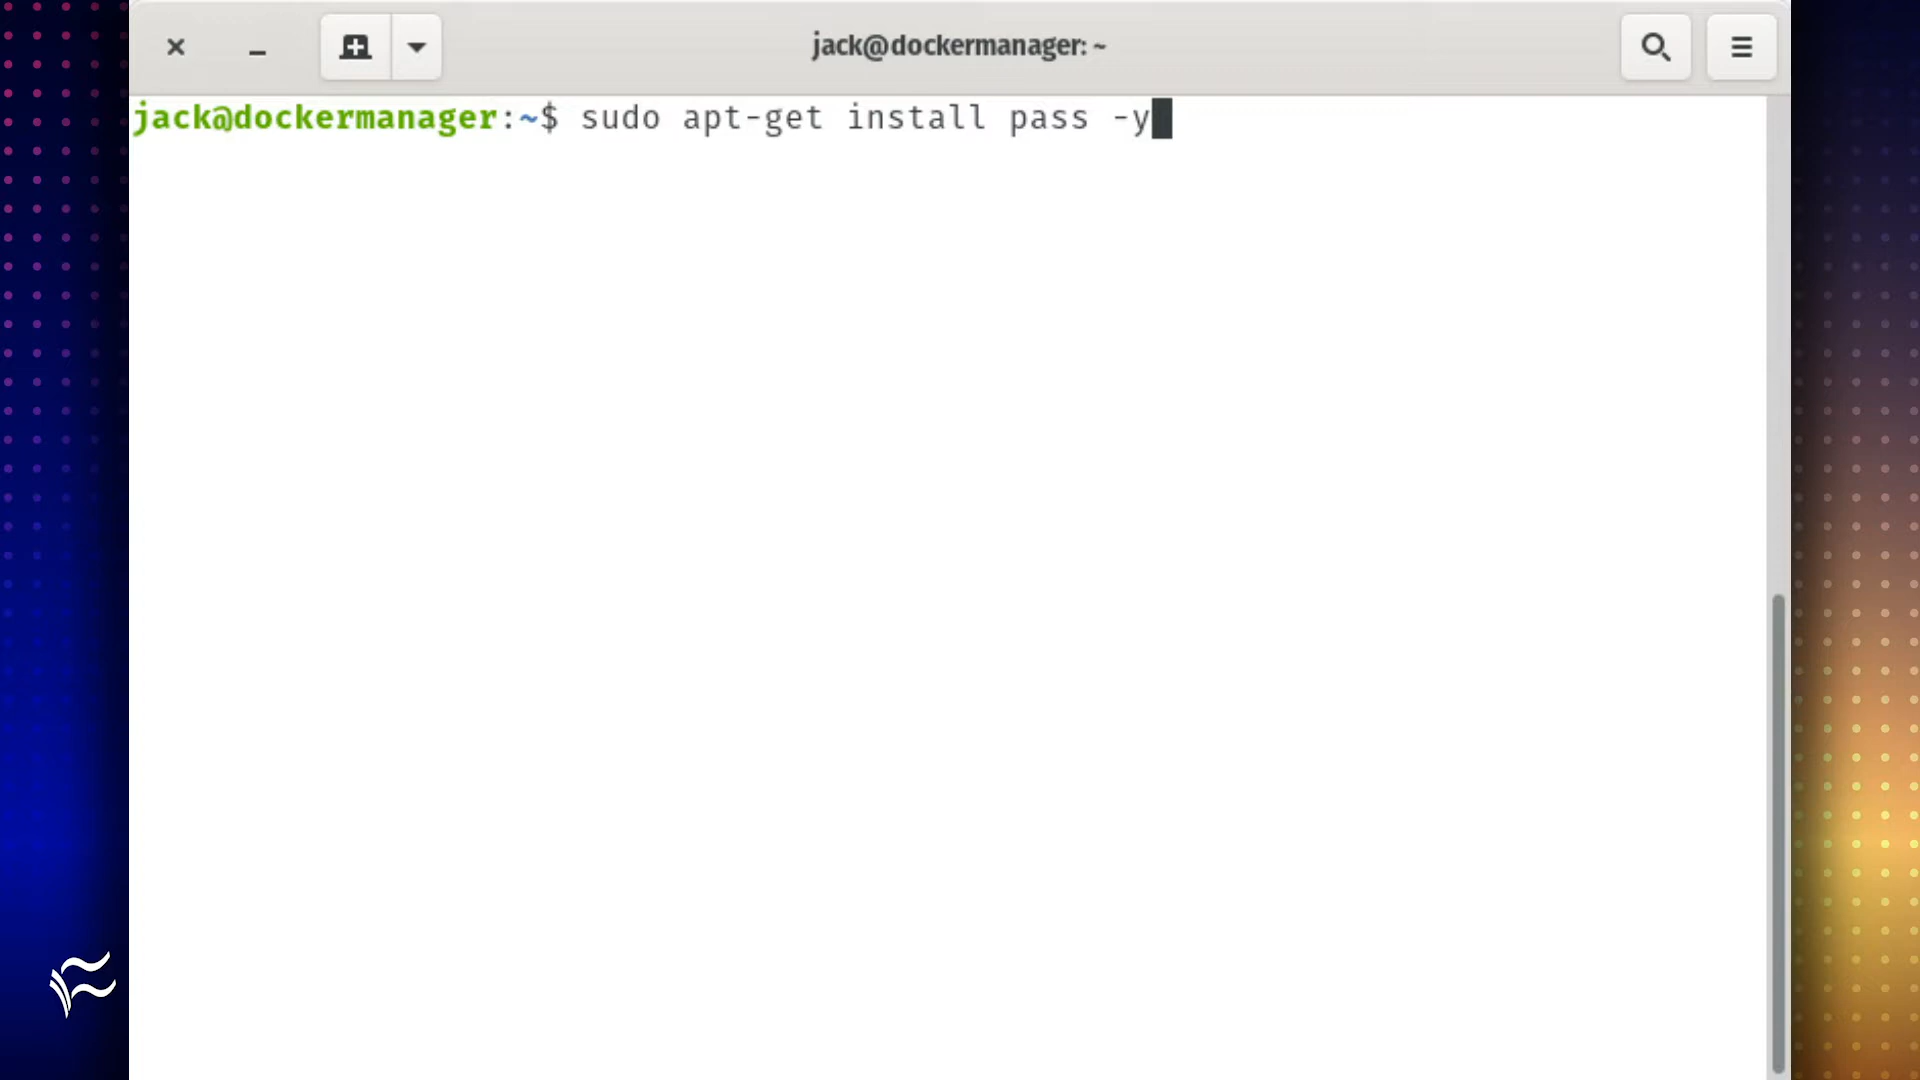 jack@dockermanager: ~
jack@dockermanager:~$ sudo apt-get install pass -y